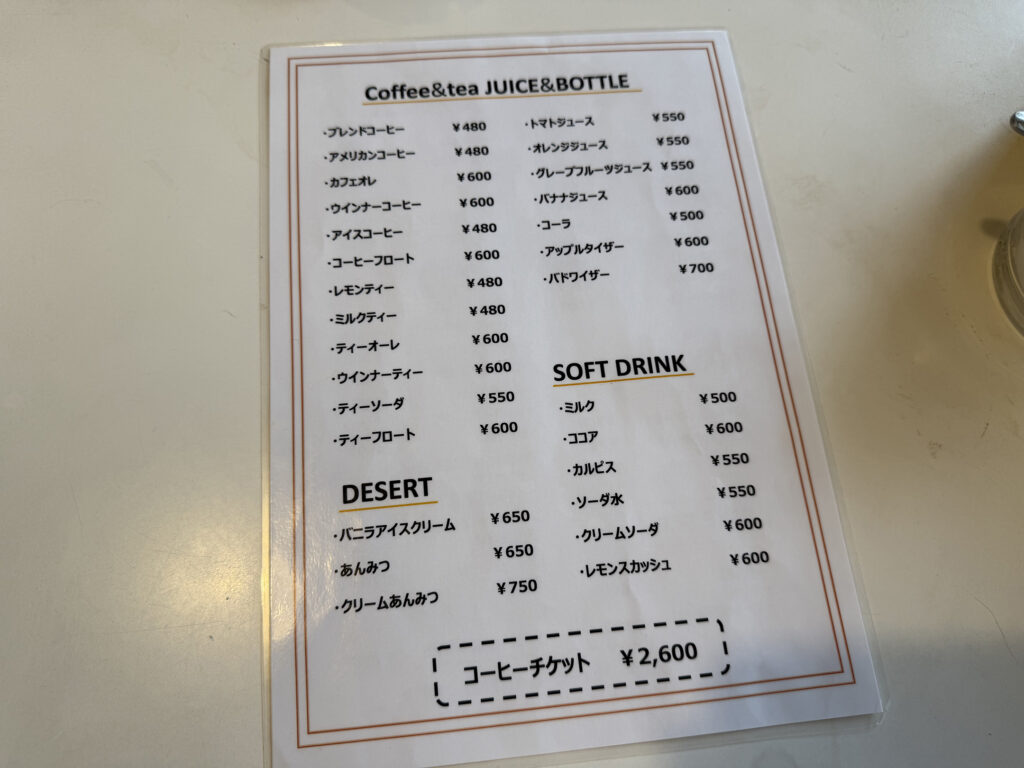 Coffee&tea JUICE&BOTTLE
・ブレンドコーヒー ￥480
・アメリカンコーヒー ￥480
・カフェオレ ￥600
・ウインナーコーヒー ￥600
・アイスコーヒー ￥480
・コーヒーフロート ￥600
・レモンティー ￥480
・ミルクティー ￥480
・ティーオーレ ￥600
・ウインナーティー ￥600
・ティーソーダ ￥550
・ティーフロート ￥600
・トマトジュース ￥550
・オレンジジュース ￥550
・グレープフルーツジュース ￥550
・バナナジュース ￥600
・コーラ ￥500
・アップルタイザー ￥600
・バドワイザー ￥700
DESERT
・バニラアイスクリーム ￥650
・あんみつ ￥650
・クリームあんみつ ￥750
SOFT DRINK
・ミルク ￥500
・ココア ￥600
・カルピス ￥550
・ソーダ水 ￥550
・クリームソーダ ￥600
・レモンスカッシュ ￥600
コーヒーチケット ￥2,600